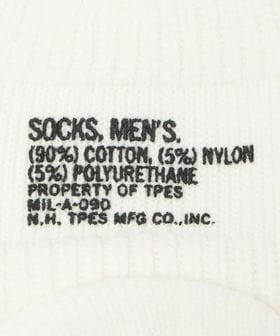 SOCKS, MEN'S,
(90%) COTTON, (5%) NYLON
(5%) POLYURETHANE
PROPERTY OF TPES
MIL-A-090
N.H. TPES MFG CO., INC.